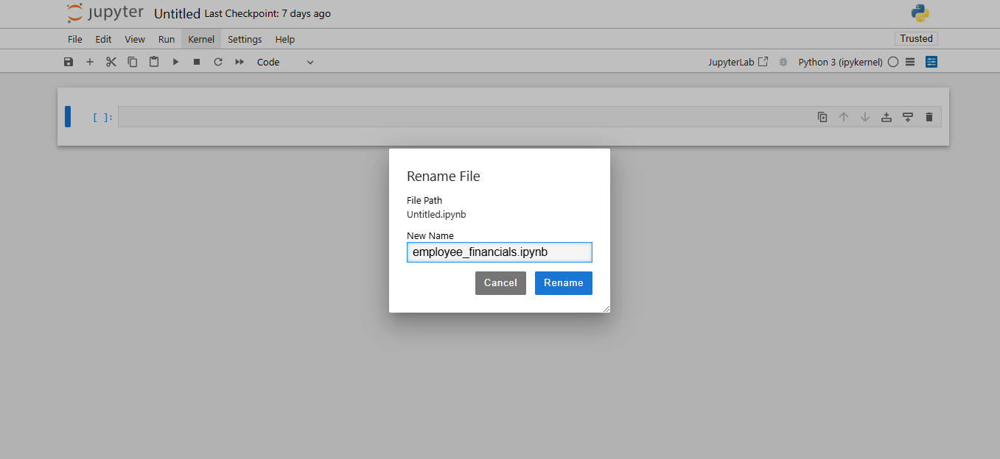 jupyter Untitled Last Checkpoint: 7 days ago
File Edit View Run Kernel Settings Help Trusted
Code JupyterLab Python 3 (ipykernel)
[ ]:
Rename File
File Path
Untitled.ipynb
New Name
employee_financials.ipynb
Cancel Rename